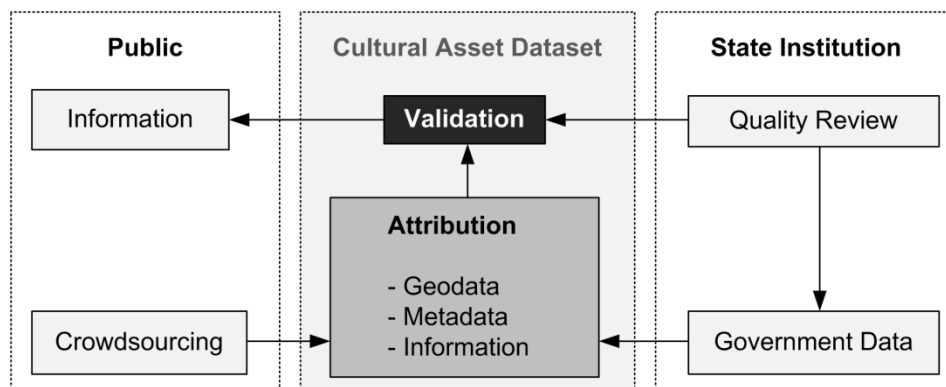 Public
Cultural Asset Dataset
State Institution
Information
Validation
Quality Review
Attribution
- Geodata
- Metadata
- Information
Crowdsourcing
Government Data